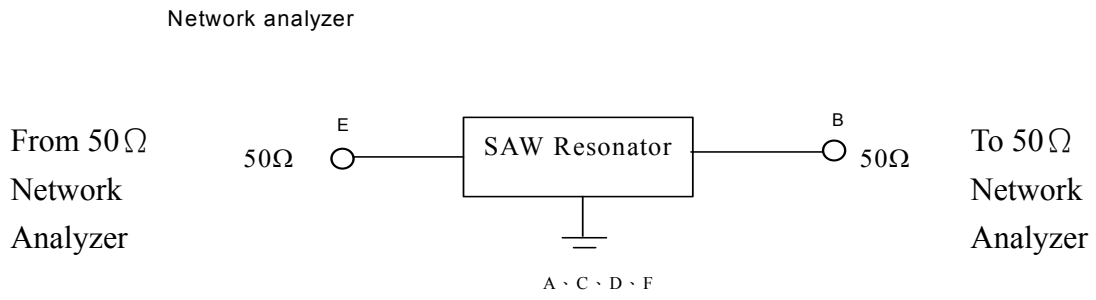 Network analyzer
From 50Ω
Network
Analyzer
50Ω
E
SAW Resonator
B
50Ω
To 50Ω
Network
Analyzer
A、C、D、F